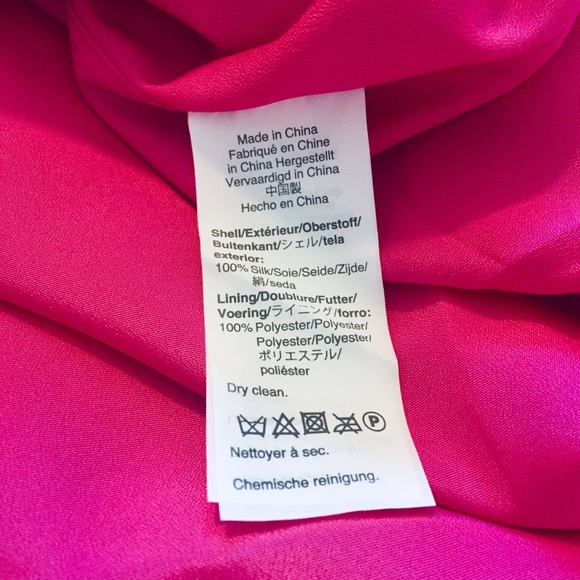 Made in China
Fabriqué en Chine
in China Hergestellt
Vervaardigd in China
中国製
Hecho en China
Shell/Extérieur/Oberstoff/
Buitenkant/シェル/tela
exterior:
100% Silk/Soie/Seide/Zijde/
絹/seda
Lining/Doublure/Futter/
Voering/ライニング/forro:
100% Polyester/Polyester/
Polyester/Polyester/
ポリエステル/
poliéster
Dry clean.
P
Nettoyer à sec.
Chemische reinigung.